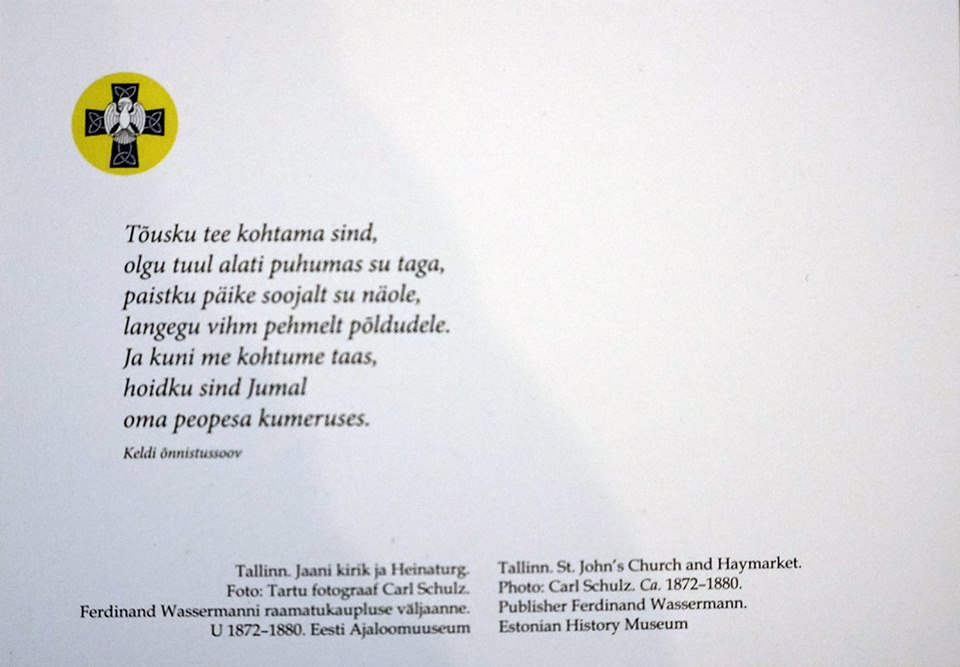 Tõusku tee kohtama sind,
olgu tuul alati puhumas su taga,
paistku päike soojalt su näole,
langegu vihm pehmelt põldudele.
Ja kuni me kohtume taas,
hoidku sind Jumal
oma peopesa kumeruses.
Keldi õnnistussoov
Tallinn. Jaani kirik ja Heinaturg.
Foto: Tartu fotograaf Carl Schulz.
Ferdinand Wassermanni raamatukaupluse väljaanne.
U 1872–1880. Eesti Ajaloomuuseum
Tallinn. St. John's Church and Haymarket.
Photo: Carl Schulz. Ca. 1872–1880.
Publisher Ferdinand Wassermann.
Estonian History Museum